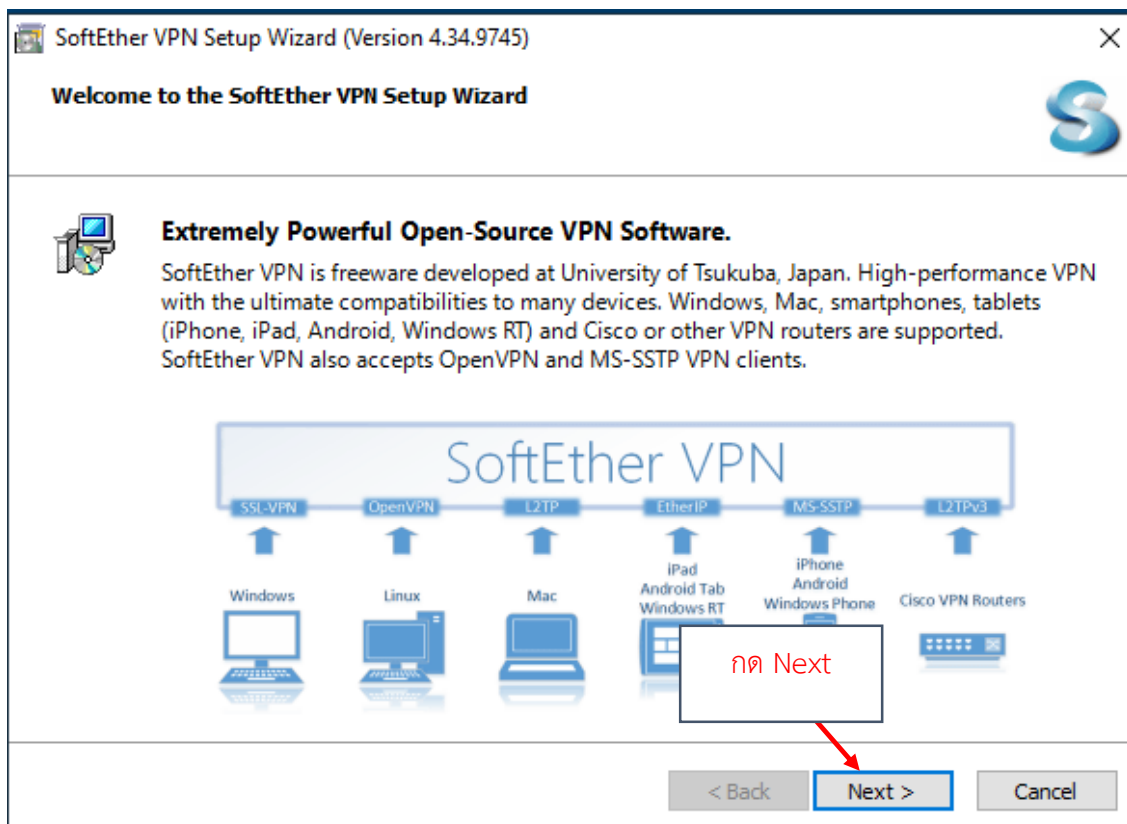 SoftEther VPN Setup Wizard (Version 4.34.9745)
Welcome to the SoftEther VPN Setup Wizard
Extremely Powerful Open-Source VPN Software.
SoftEther VPN is freeware developed at University of Tsukuba, Japan. High-performance VPN
with the ultimate compatibilities to many devices. Windows, Mac, smartphones, tablets
(iPhone, iPad, Android, Windows RT) and Cisco or other VPN routers are supported.
SoftEther VPN also accepts OpenVPN and MS-SSTP VPN clients.
SoftEther VPN
SSL-VPN OpenVPN L2TP EtherIP MS-SSTP L2TPv3
Windows
Linux
Mac
iPad
Android Tab
Windows RT
iPhone
Android
Windows Phone
Cisco VPN Routers
กด Next
< Back Next > Cancel